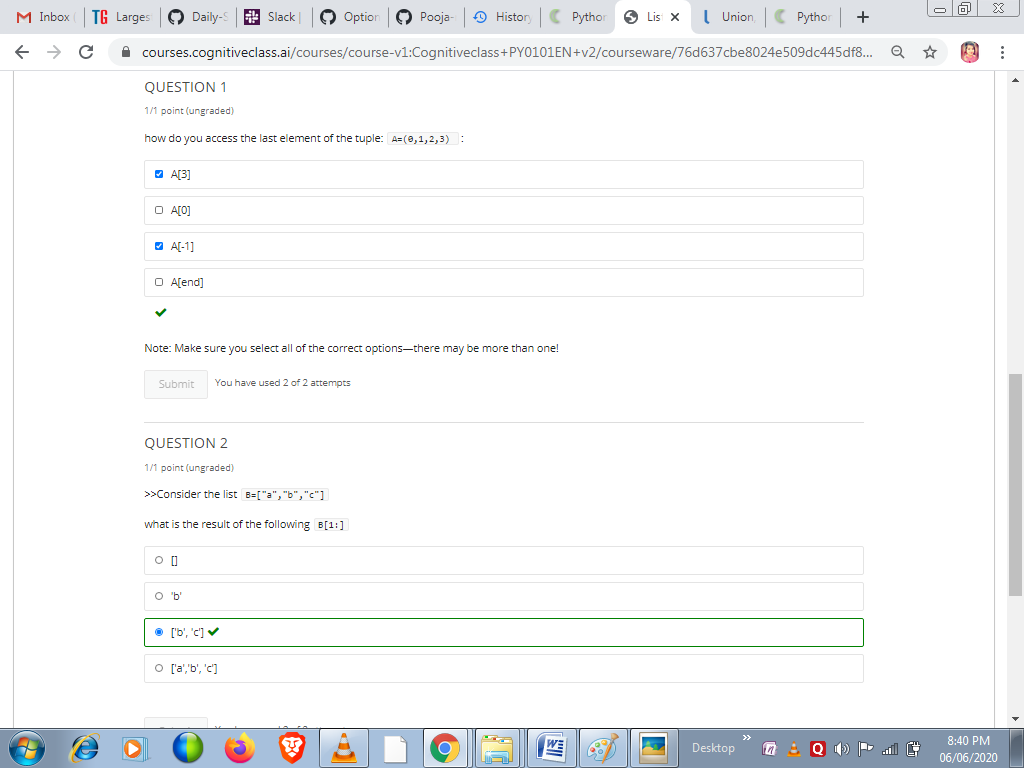 Inbox
Larges
Daily-S
Slack |
Option
Pooja-
History
Python
Lis
Union,
Python
courses.cognitiveclass.ai/courses/course-v1:Cognitiveclass+PY0101EN+v2/courseware/76d637cbe8024e509dc445df8...
QUESTION 1
1/1 point (ungraded)
how do you access the last element of the tuple: A=(0,1,2,3) :
A[3]
A[0]
A[-1]
A[end]
Note: Make sure you select all of the correct options—there may be more than one!
Submit You have used 2 of 2 attempts
QUESTION 2
1/1 point (ungraded)
>>Consider the list B=["a","b","c"]
what is the result of the following B[1:]
[]
'b'
['b', 'c']
['a','b', 'c']
Desktop
8:40 PM
06/06/2020